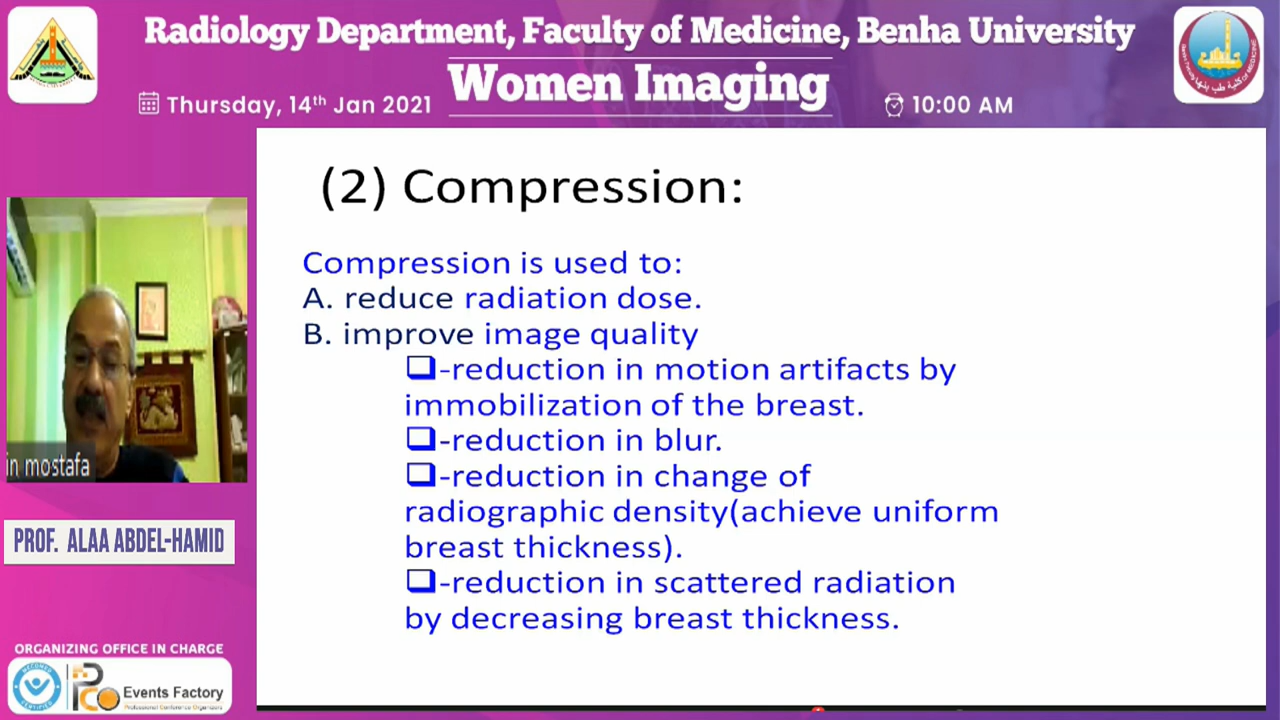 Radiology Department, Faculty of Medicine, Benha University
Women Imaging
Thursday, 14th Jan 2021
10:00 AM
(2) Compression:
Compression is used to:
A. reduce radiation dose.
B. improve image quality
❑-reduction in motion artifacts by
immobilization of the breast.
❑-reduction in blur.
❑-reduction in change of
radiographic density(achieve uniform
breast thickness).
❑-reduction in scattered radiation
by decreasing breast thickness.
in mostafa
PROF. ALAA ABDEL-HAMID
ORGANIZING OFFICE IN CHARGE
Events Factory
Professional Conference Organizers